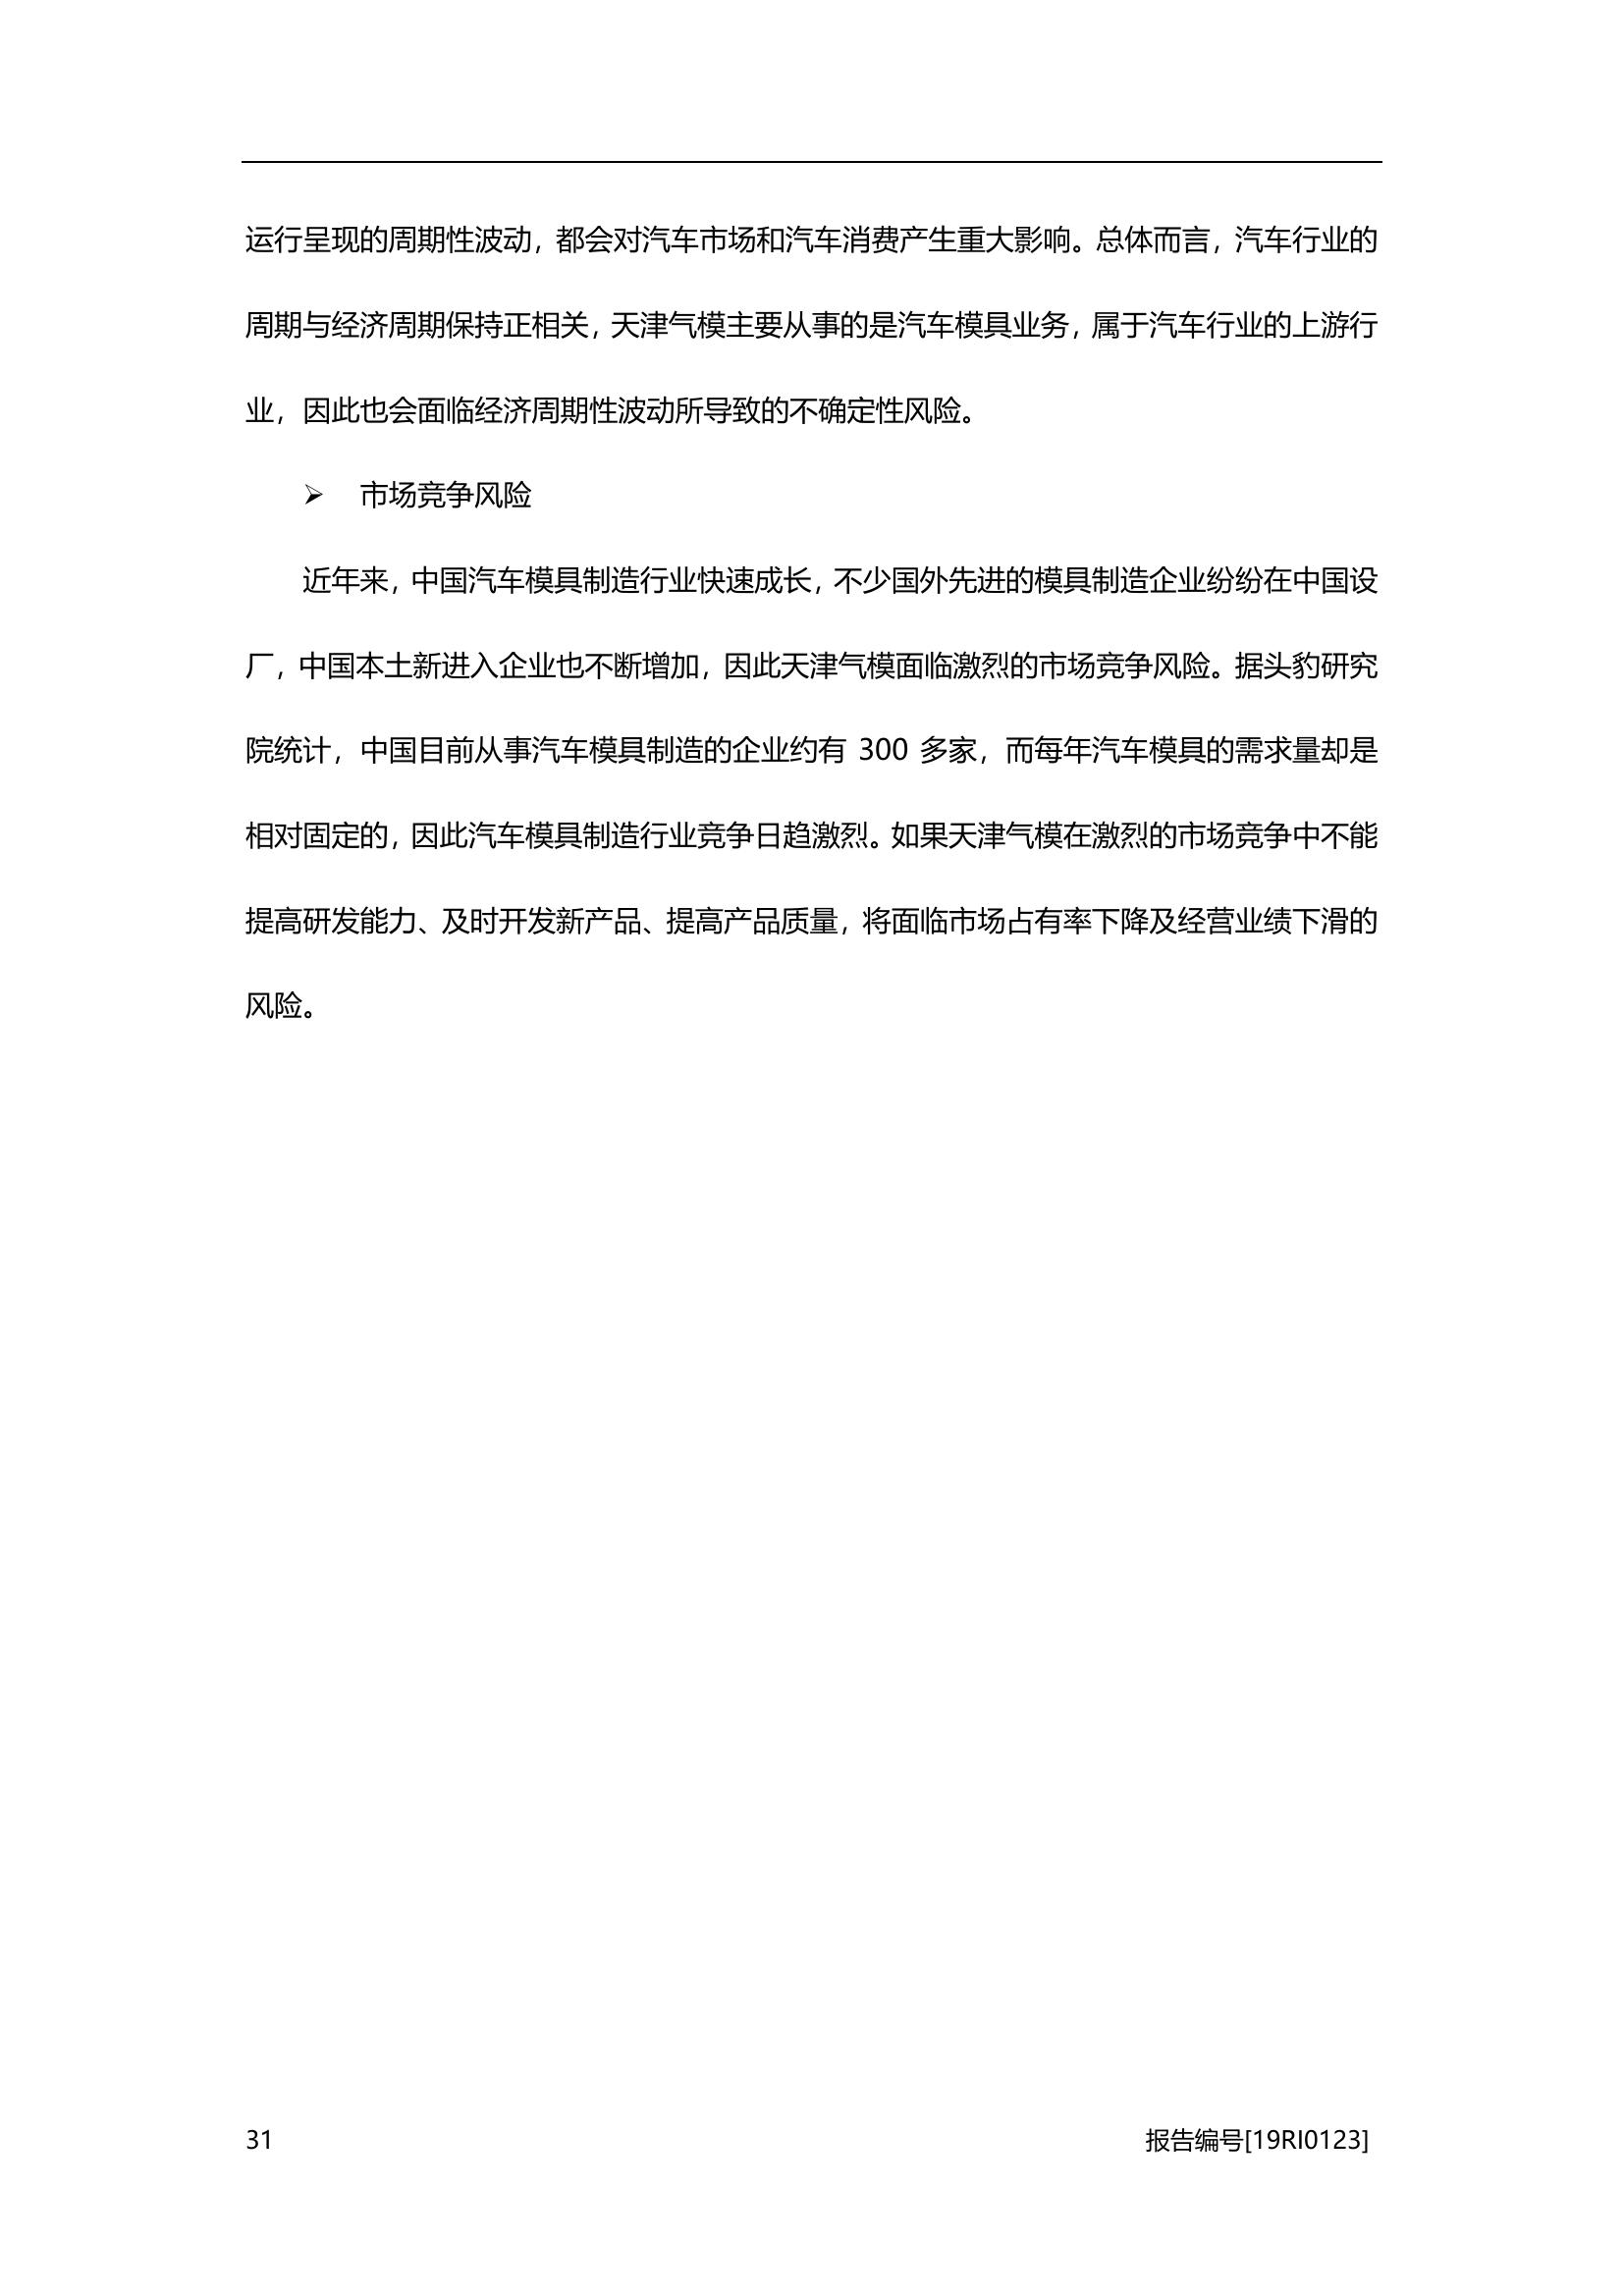 运行呈现的周期性波动，都会对汽车市场和汽车消费产生重大影响。总体而言，汽车行业的
周期与经济周期保持正相关，天津气模主要从事的是汽车模具业务，属于汽车行业的上游行
业，因此也会面临经济周期性波动所导致的不确定性风险。
➢ 市场竞争风险
近年来，中国汽车模具制造行业快速成长，不少国外先进的模具制造企业纷纷在中国设
厂，中国本土新进入企业也不断增加，因此天津气模面临激烈的市场竞争风险。据头豹研究
院统计，中国目前从事汽车模具制造的企业约有 300 多家，而每年汽车模具的需求量却是
相对固定的，因此汽车模具制造行业竞争日趋激烈。如果天津气模在激烈的市场竞争中不能
提高研发能力、及时开发新产品、提高产品质量，将面临市场占有率下降及经营业绩下滑的
风险。
31 报告编号[19RI0123]